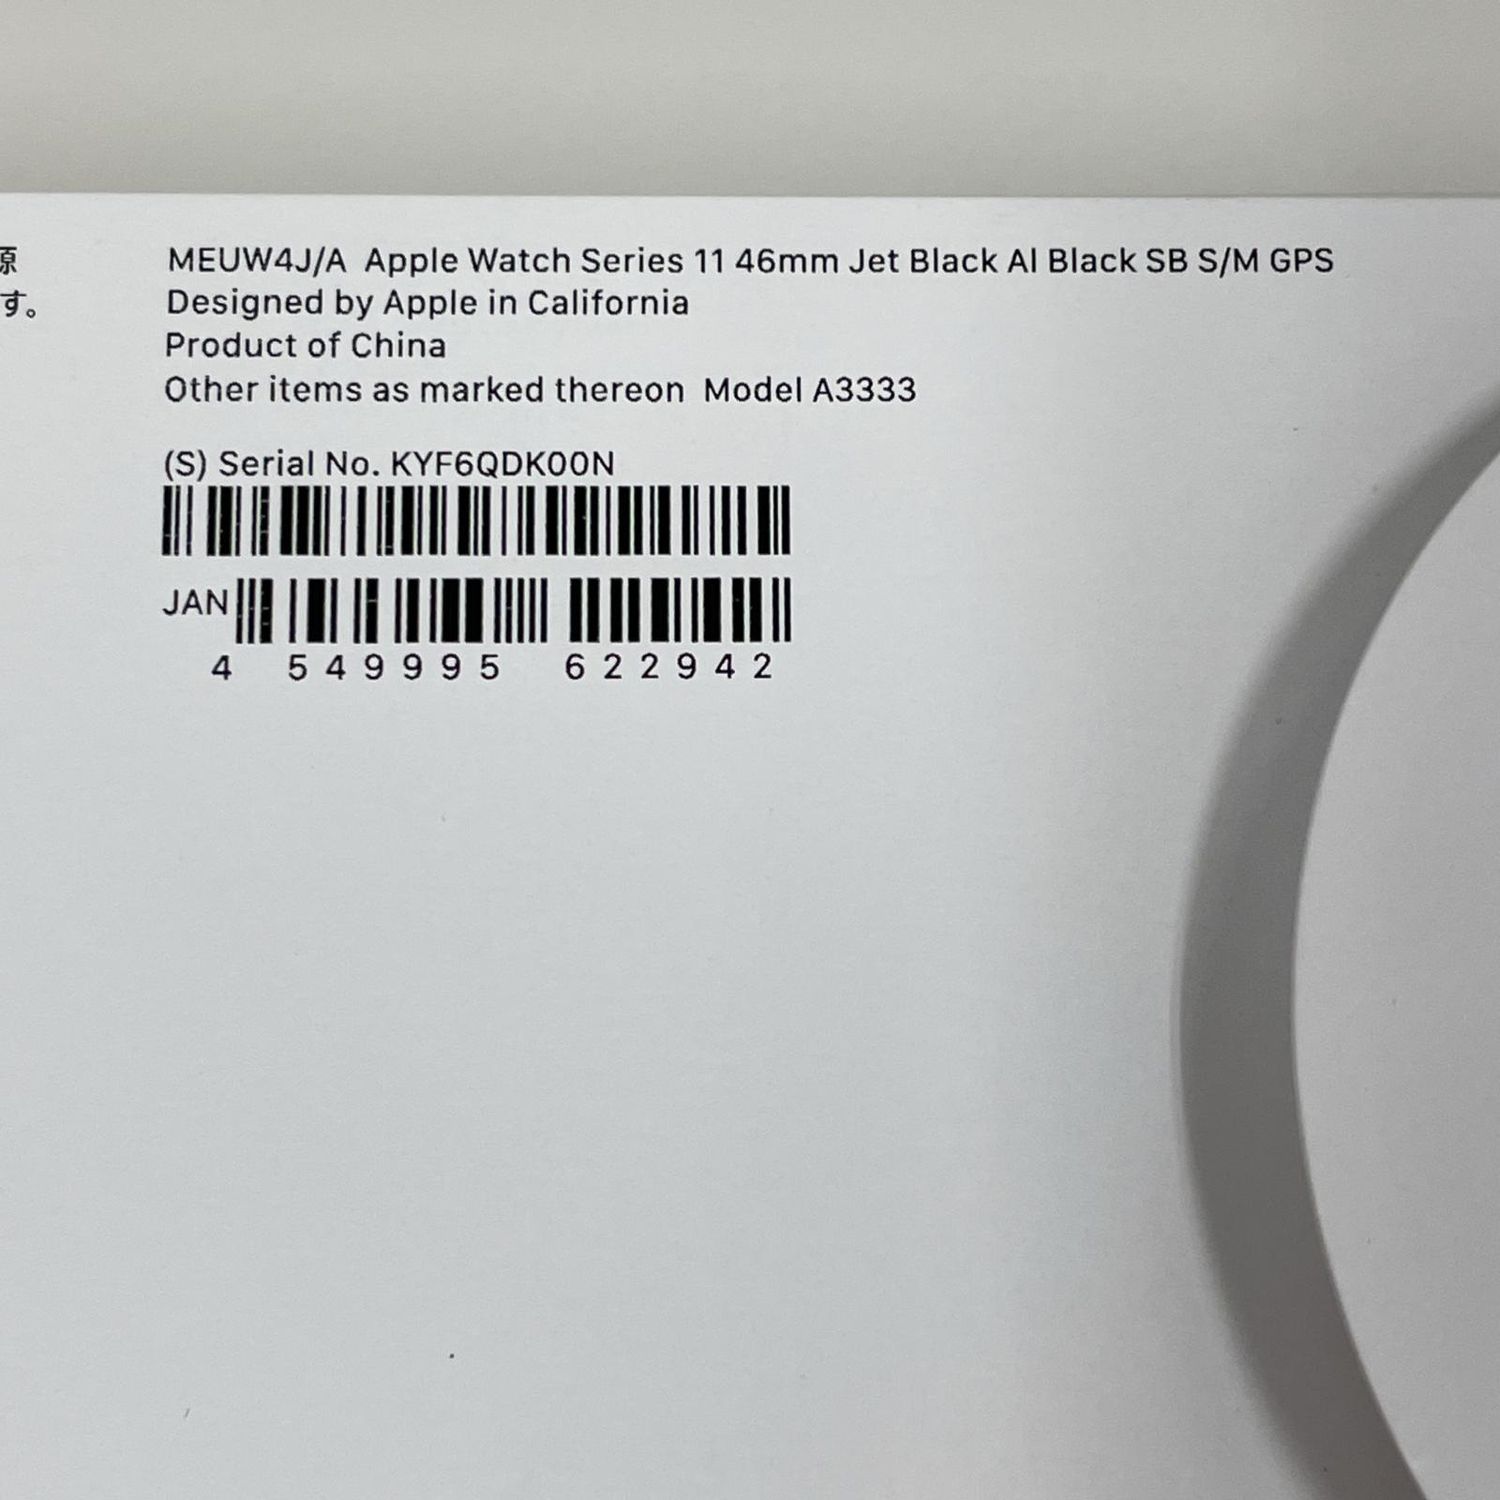 源
す。
MEUW4J/A Apple Watch Series 11 46mm Jet Black Al Black SB S/M GPS
Designed by Apple in California
Product of China
Other items as marked thereon Model A3333
(S) Serial No. KYF6QDK00N
JAN
4 549995 622942